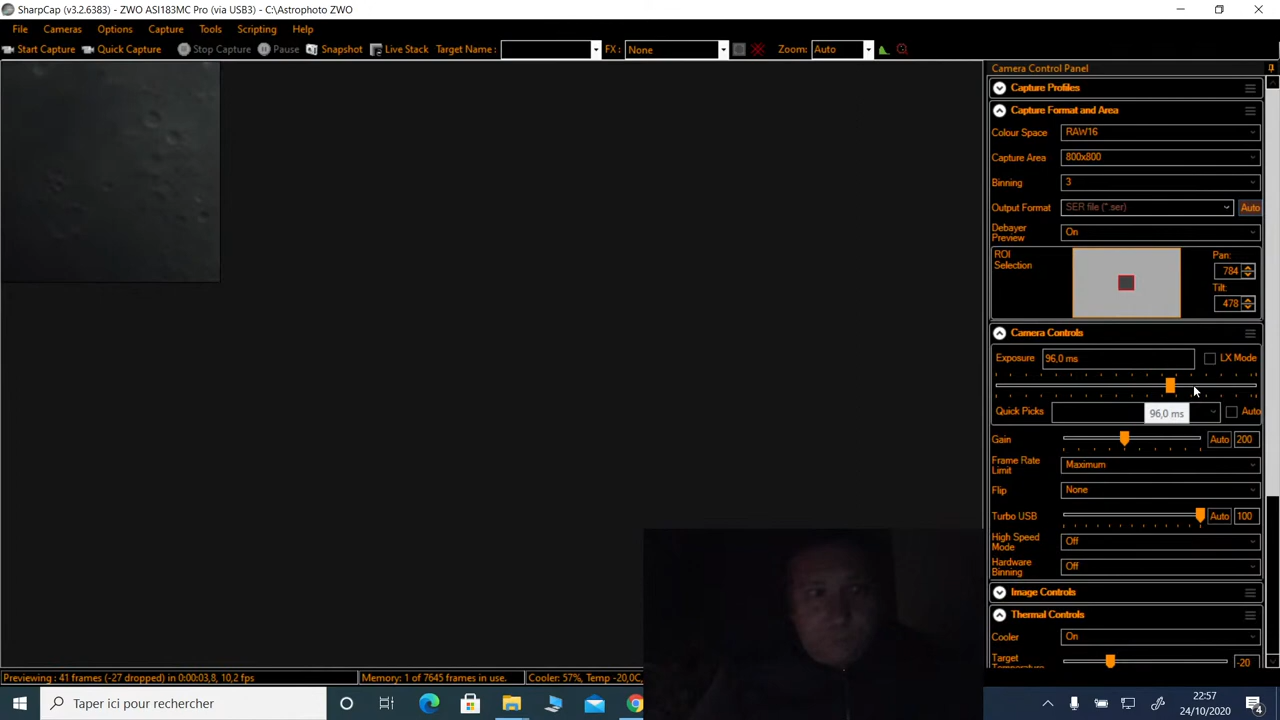 SharpCap (v3.2.6383) - ZWO ASI183MC Pro (via USB3) - C:\Astrophoto ZWO
File Cameras Options Capture Tools Scripting Help
Start Capture Quick Capture Stop Capture Pause Snapshot Live Stack Target Name : FX: None Zoom: Auto
Camera Control Panel
Capture Profiles
Capture Format and Area
Colour Space RAW16
Capture Area 800x800
Binning 3
Output Format SER file (*.ser) Auto
Debayer Preview On
ROI Selection
Pan:
784
Tilt:
478
Camera Controls
Exposure 96,0 ms LX Mode
Quick Picks Auto
96,0 ms
Gain Auto 200
Frame Rate Limit Maximum
Flip None
Turbo USB Auto 100
High Speed Mode Off
Hardware Binning Off
Image Controls
Thermal Controls
Cooler On
Target
Temperature -20
Previewing : 41 frames (-27 dropped) in 0:00:03,8, 10,2 fps Memory: 1 of 7645 frames in use. Cooler: 57%, Temp -20,0C,
Taper ici pour rechercher
22:57
24/10/2020
4